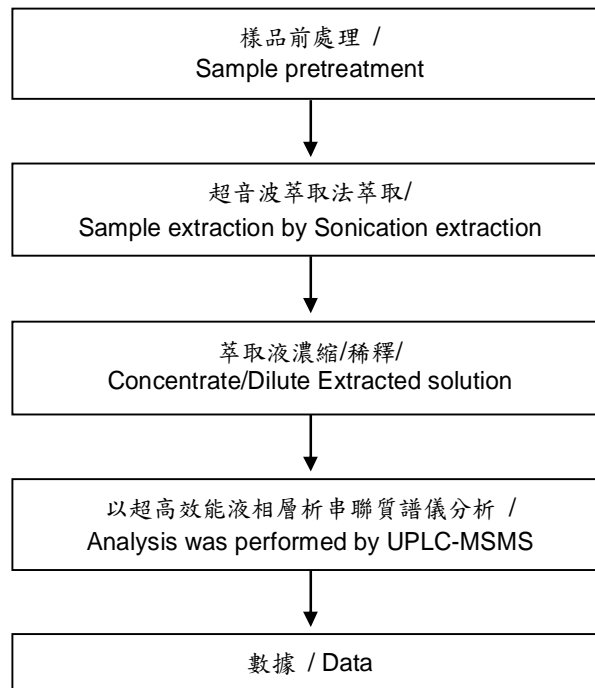 樣品前處理 /
Sample pretreatment
超音波萃取法萃取/
Sample extraction by Sonication extraction
萃取液濃縮/稀釋/
Concentrate/Dilute Extracted solution
以超高效能液相層析串聯質譜儀分析 /
Analysis was performed by UPLC-MSMS
數據 / Data